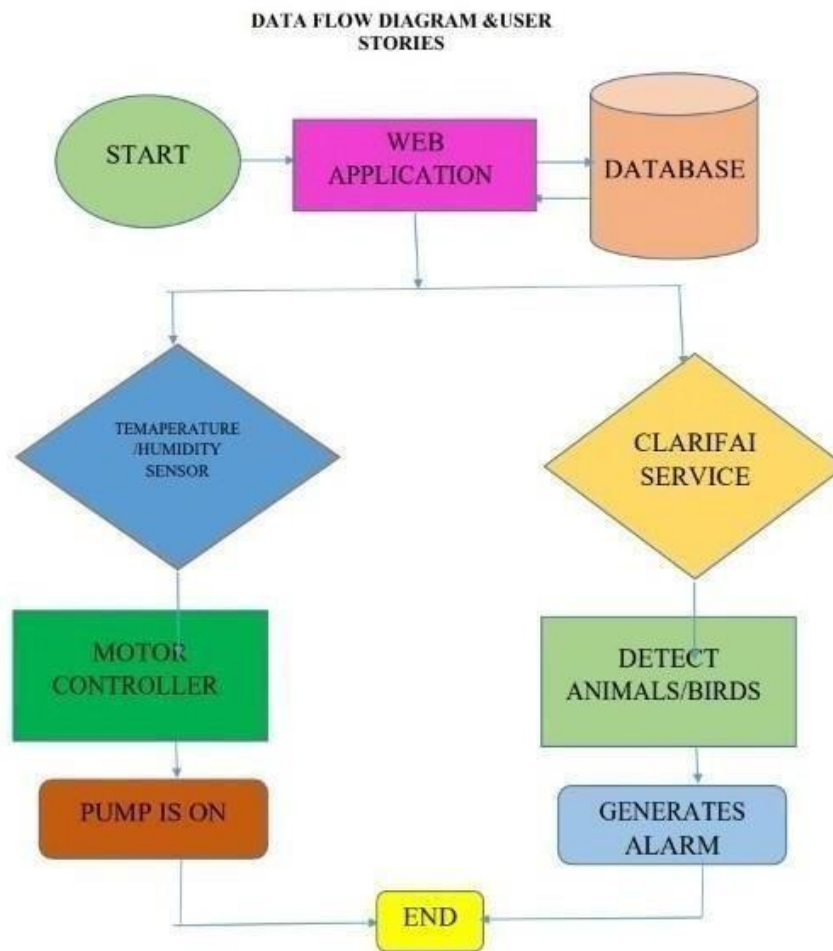 DATA FLOW DIAGRAM &USER
STORIES
START
WEB
APPLICATION
DATABASE
TEMAPERATURE
/HUMIDITY
SENSOR
CLARIFAI
SERVICE
MOTOR
CONTROLLER
DETECT
ANIMALS/BIRDS
PUMP IS ON
GENERATES
ALARM
END